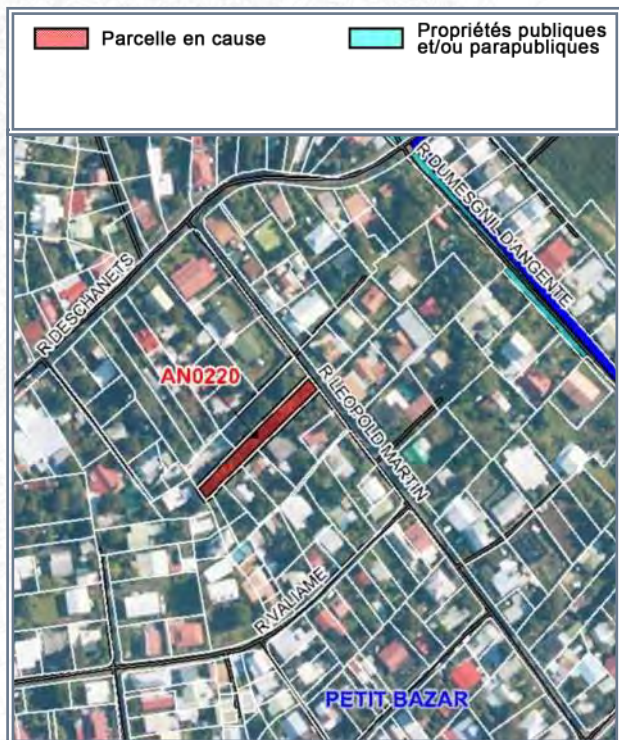 Parcelle en cause
Propriétés publiques
et/ou parapubliques
R DUMESGNIL D'ANGENTE
R DESCHANETS
AN0220
R LEOPOLD MARTIN
R VALIAME
PETIT BAZAR